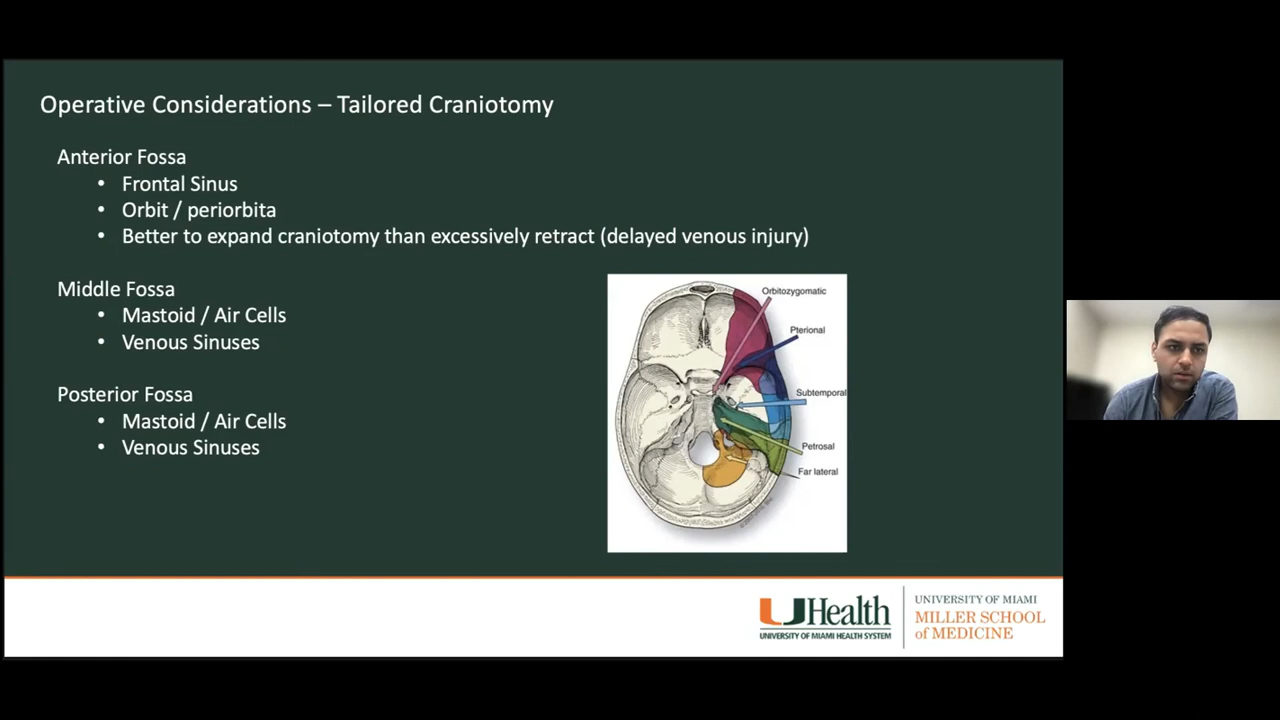 Operative Considerations – Tailored Craniotomy
Anterior Fossa
• Frontal Sinus
• Orbit / periorbita
• Better to expand craniotomy than excessively retract (delayed venous injury)
Middle Fossa
• Mastoid / Air Cells
• Venous Sinuses
Posterior Fossa
• Mastoid / Air Cells
• Venous Sinuses
Orbitozygomatic
Pterional
Subtemporal
Petrosal
Far lateral
UHealth
UNIVERSITY OF MIAMI HEALTH SYSTEM
UNIVERSITY OF MIAMI
MILLER SCHOOL
of MEDICINE